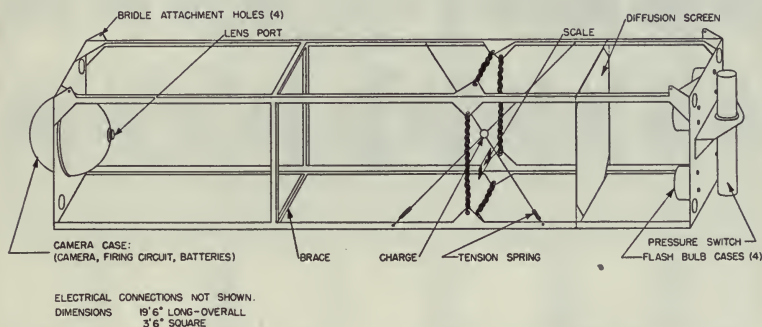 BRIDLE ATTACHMENT HOLES (4)
LENS PORT
SCALE
DIFFUSION SCREEN
CAMERA CASE:
(CAMERA, FIRING CIRCUIT, BATTERIES)
BRACE
CHARGE
TENSION SPRING
PRESSURE SWITCH
FLASH BULB CASES (4)
ELECTRICAL CONNECTIONS NOT SHOWN.
DIMENSIONS 19'6" LONG-OVERALL
3'6" SQUARE